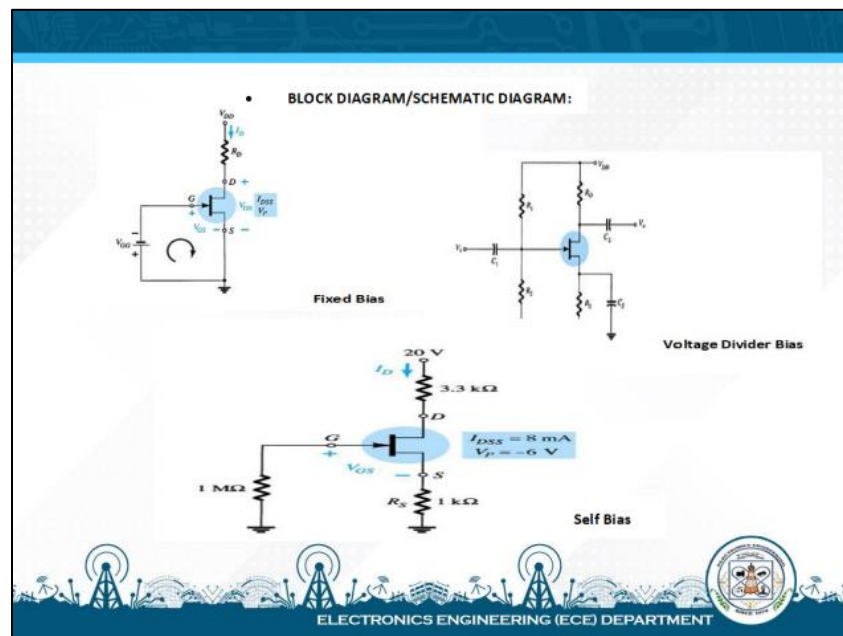 • BLOCK DIAGRAM/SCHEMATIC DIAGRAM:
V_DD
I_D
R_D
D +
G
+
V_DS
I_DSS
V_P
V_GS − − S
−
V_GG
+
Fixed Bias
V_DD
R_1
R_D
C_2
V_o
V_i
C_1
R_2
R_S
C_S
Voltage Divider Bias
20 V
I_D
3.3 kΩ
D
G
+
I_DSS = 8 mA
V_P = −6 V
V_GS − S
1 MΩ
R_S 1 kΩ
Self Bias
ELECTRONICS ENGINEERING (ECE) DEPARTMENT